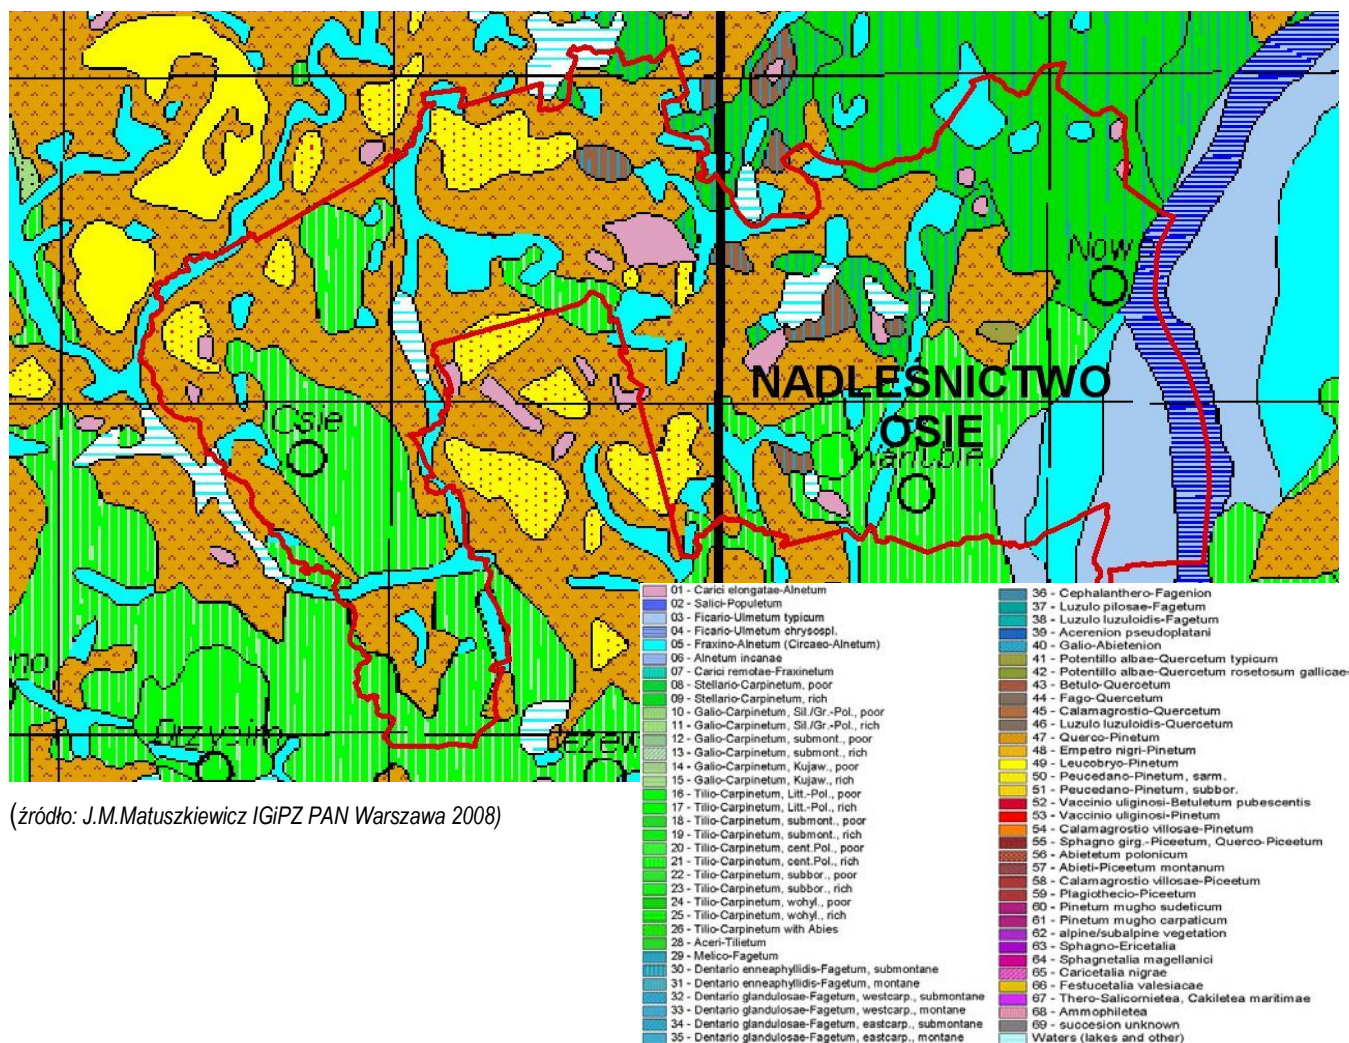 Now
NADLEŚNICTWO
OSIE
Osie
Warlubie
(źródło: J.M.Matuszkiewicz IGiPZ PAN Warszawa 2008)
01 - Carici elongatae-Alnetum
02 - Salici-Populetum
03 - Ficario-Ulmetum typicum
04 - Ficario-Ulmetum chrysospl.
05 - Fraxino-Alnetum (Circaeo-Alnetum)
06 - Alnetum incanae
07 - Carici remotae-Fraxinetum
08 - Stellario-Carpinetum, poor
09 - Stellario-Carpinetum, rich
10 - Galio-Carpinetum, Sil./Gr.-Pol., poor
11 - Galio-Carpinetum, Sil./Gr.-Pol., rich
12 - Galio-Carpinetum, submont., poor
13 - Galio-Carpinetum, submont., rich
14 - Galio-Carpinetum, Kujaw., poor
15 - Galio-Carpinetum, Kujaw., rich
16 - Tilio-Carpinetum, Litt.-Pol., poor
17 - Tilio-Carpinetum, Litt.-Pol., rich
18 - Tilio-Carpinetum, submont., poor
19 - Tilio-Carpinetum, submont., rich
20 - Tilio-Carpinetum, cent.Pol., poor
21 - Tilio-Carpinetum, cent.Pol., rich
22 - Tilio-Carpinetum, subbor., poor
23 - Tilio-Carpinetum, subbor., rich
24 - Tilio-Carpinetum, wohyl., poor
25 - Tilio-Carpinetum, wohyl., rich
26 - Tilio-Carpinetum with Abies
28 - Aceri-Tilietum
29 - Melico-Fagetum
30 - Dentario enneaphyllidis-Fagetum, submontane
31 - Dentario enneaphyllidis-Fagetum, montane
32 - Dentario glandulosae-Fagetum, westcarp., submontane
33 - Dentario glandulosae-Fagetum, westcarp., montane
34 - Dentario glandulosae-Fagetum, eastcarp., submontane
35 - Dentario glandulosae-Fagetum, eastcarp., montane
36 - Cephalanthero-Fagenion
37 - Luzulo pilosae-Fagetum
38 - Luzulo luzuloidis-Fagetum
39 - Acerenion pseudoplatani
40 - Galio-Abietenion
41 - Potentillo albae-Quercetum typicum
42 - Potentillo albae-Quercetum rosetosum gallicae
43 - Betulo-Quercetum
44 - Fago-Quercetum
45 - Calamagrostio-Quercetum
46 - Luzulo luzuloidis-Quercetum
47 - Querco-Pinetum
48 - Empetro nigri-Pinetum
49 - Leucobryo-Pinetum
50 - Peucedano-Pinetum, sarm.
51 - Peucedano-Pinetum, subbor.
52 - Vaccinio uliginosi-Betuletum pubescentis
53 - Vaccinio uliginosi-Pinetum
54 - Calamagrostio villosae-Pinetum
55 - Sphagno girg.-Piceetum, Querco-Piceetum
56 - Abietetum polonicum
57 - Abieti-Piceetum montanum
58 - Calamagrostio villosae-Piceetum
59 - Plagiothecio-Piceetum
60 - Pinetum mugho sudeticum
61 - Pinetum mugho carpaticum
62 - alpine/subalpine vegetation
63 - Sphagno-Ericetalia
64 - Sphagnetalia magellanici
65 - Caricetalia nigrae
66 - Festucetalia valesiacae
67 - Thero-Salicornietea, Cakiletea maritimae
68 - Ammophiletea
69 - succesion unknown
Waters (lakes and other)